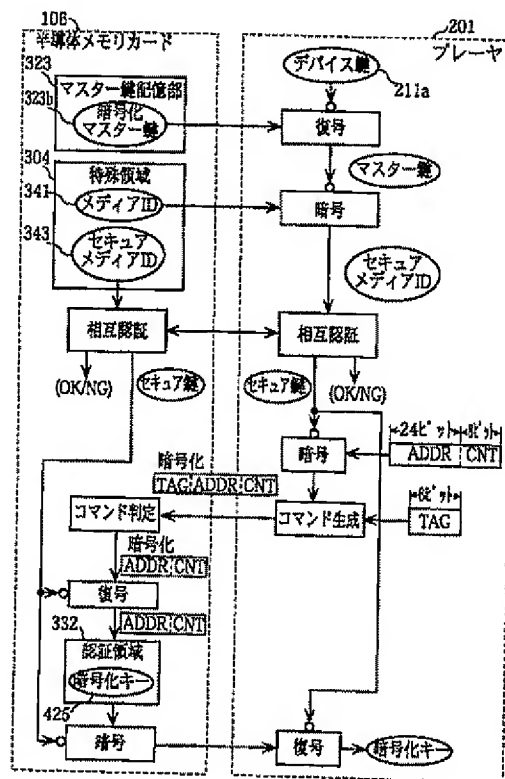 106
半導体メモリカード
323
マスター鍵記憶部
323b
暗号化
マスター鍵
304
特殊領域
341
メディアID
343
セキュア
メディアID
相互認証
(OK/NG)
セキュア鍵
暗号化
TAG ADDR CNT
コマンド判定
暗号化
ADDR CNT
復号
ADDR CNT
332
認証領域
暗号化キー
425
暗号
201
プレーヤ
デバイス鍵
211a
復号
マスター鍵
暗号
セキュア
メディアID
相互認証
セキュア鍵
(OK/NG)
24ビット 8ビット
暗号
ADDR CNT
コマンド生成
TAG
復号
暗号化キー